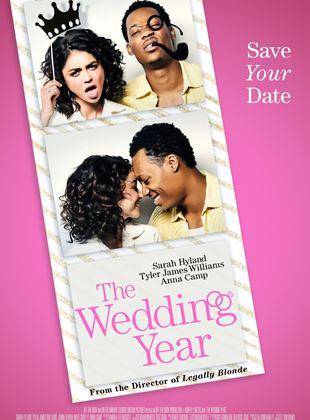 Save
Your
Date
Sarah Hyland
Tyler James Williams
Anna Camp
The
Wedding
Year
From the Director of Legally Blonde